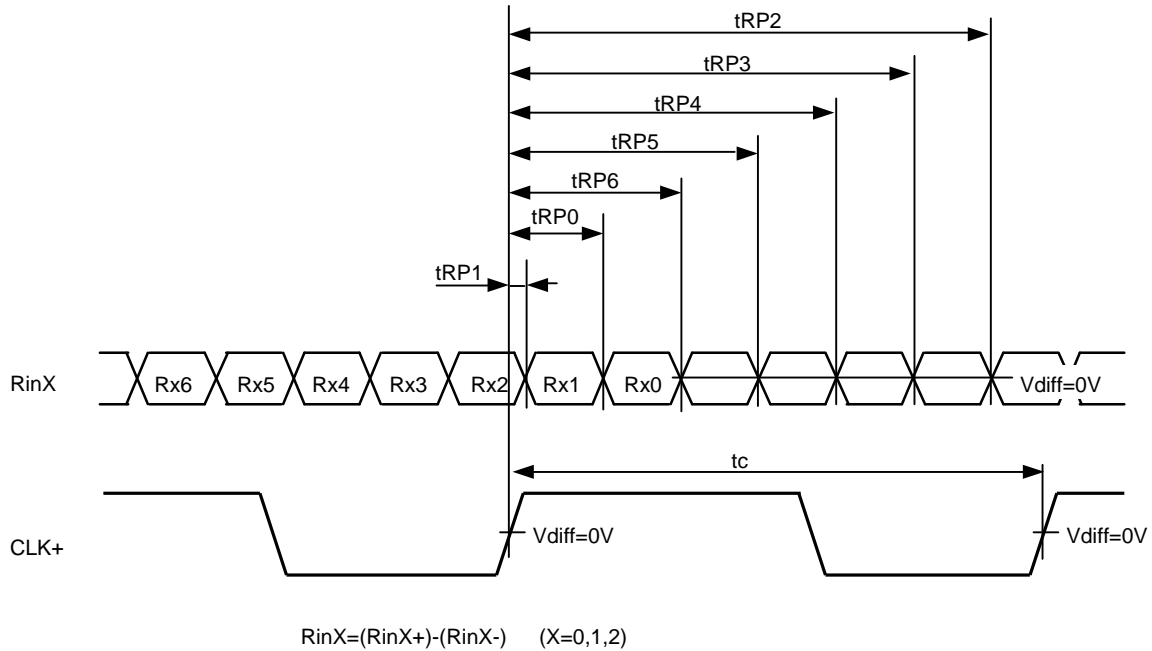 tRP2
tRP3
tRP4
tRP5
tRP6
tRP0
tRP1
RinX Rx6 Rx5 Rx4 Rx3 Rx2 Rx1 Rx0 Vdiff=0V
tc
CLK+ Vdiff=0V Vdiff=0V
RinX=(RinX+)-(RinX-) (X=0,1,2)